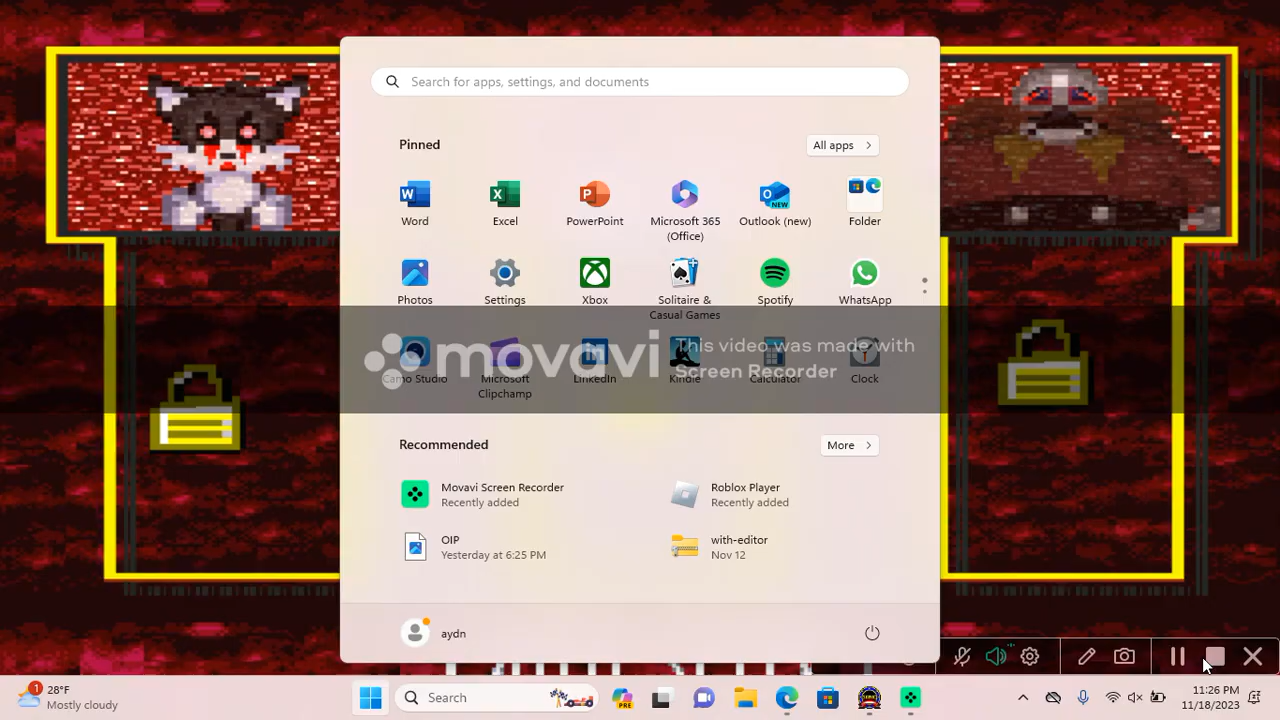 Search for apps, settings, and documents
Pinned
All apps
Word
Excel
PowerPoint
Microsoft 365
(Office)
Outlook (new)
Folder
Photos
Settings
Xbox
Solitaire &
Casual Games
Spotify
WhatsApp
Camo Studio
Microsoft
Clipchamp
LinkedIn
Kindle
Calculator
Clock
movavi
This video was made with
Screen Recorder
Recommended
More
Movavi Screen Recorder
Recently added
Roblox Player
Recently added
OIP
Yesterday at 6:25 PM
with-editor
Nov 12
aydn
1
28°F
Mostly cloudy
Search
PRE
NEW
11:26 PM
11/18/2023